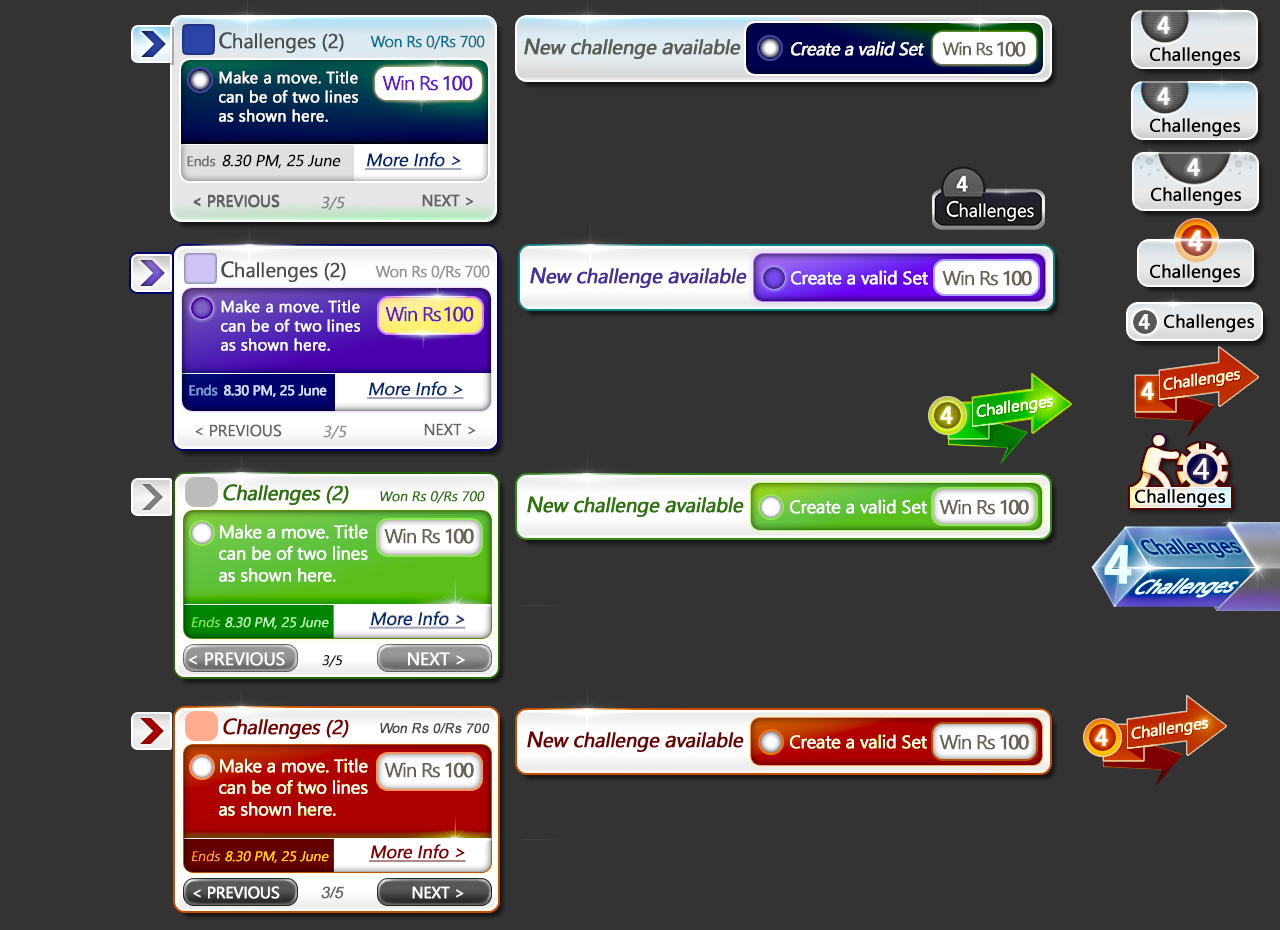 Challenges (2) Won Rs 0/Rs 700
Make a move. Title
can be of two lines
as shown here.
Win Rs 100
Ends 8.30 PM, 25 June More Info >
< PREVIOUS 3/5 NEXT >
New challenge available Create a valid Set Win Rs 100
4
Challenges
4
Challenges
4
Challenges
4
Challenges
Challenges (2) Won Rs 0/Rs 700
Make a move. Title
can be of two lines
as shown here.
Win Rs 100
Ends 8.30 PM, 25 June More Info >
< PREVIOUS 3/5 NEXT >
New challenge available Create a valid Set Win Rs 100
4
Challenges
4 Challenges
4 Challenges
4 Challenges
4
Challenges
Challenges (2) Won Rs 0/Rs 700
Make a move. Title
can be of two lines
as shown here.
Win Rs 100
Ends 8.30 PM, 25 June More Info >
< PREVIOUS 3/5 NEXT >
New challenge available Create a valid Set Win Rs 100
4 Challenges
Challenges
Challenges (2) Won Rs 0/Rs 700
Make a move. Title
can be of two lines
as shown here.
Win Rs 100
Ends 8.30 PM, 25 June More Info >
< PREVIOUS 3/5 NEXT >
New challenge available Create a valid Set Win Rs 100
4 Challenges